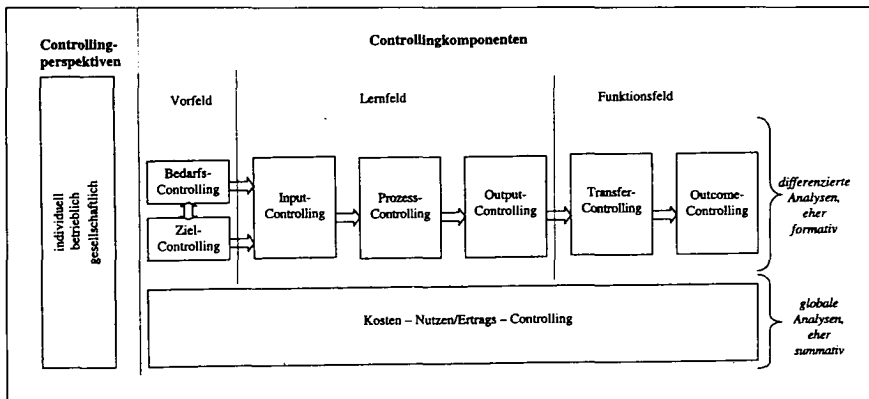 Controlling-
perspektiven
Controllingkomponenten
Vorfeld
Lernfeld
Funktionsfeld
individuell
betrieblich
gesellschaftlich
Bedarfs-
Controlling
Ziel-
Controlling
Input-
Controlling
Prozess-
Controlling
Output-
Controlling
Transfer-
Controlling
Outcome-
Controlling
differenzierte
Analysen,
eher
formativ
Kosten – Nutzen/Ertrags – Controlling
globale
Analysen,
eher
summativ